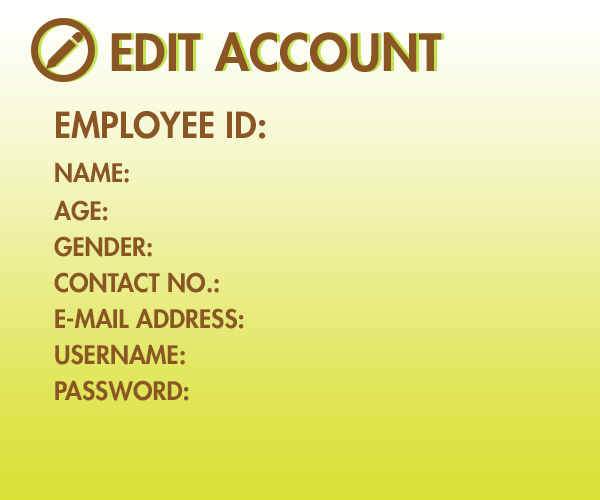 EDIT ACCOUNT
EMPLOYEE ID:
NAME:
AGE:
GENDER:
CONTACT NO.:
E-MAIL ADDRESS:
USERNAME:
PASSWORD: